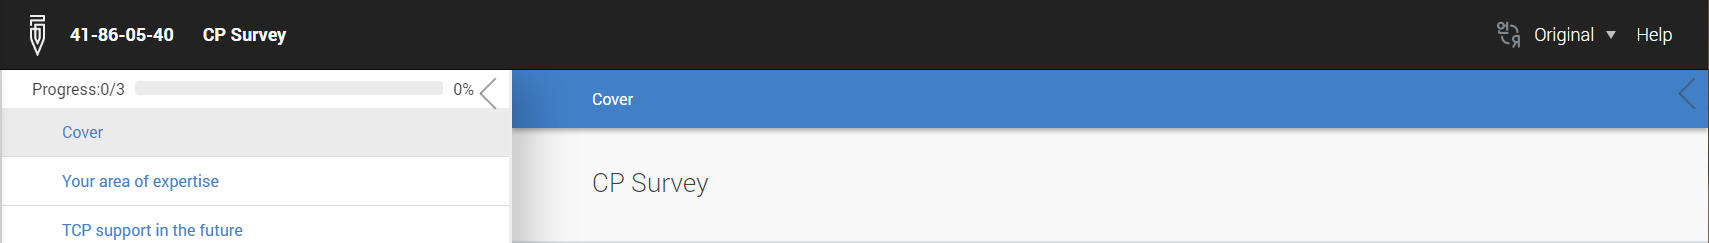 41-86-05-40 CP Survey Original Help
Progress:0/3 0%
Cover
Your area of expertise
TCP support in the future
Cover
CP Survey